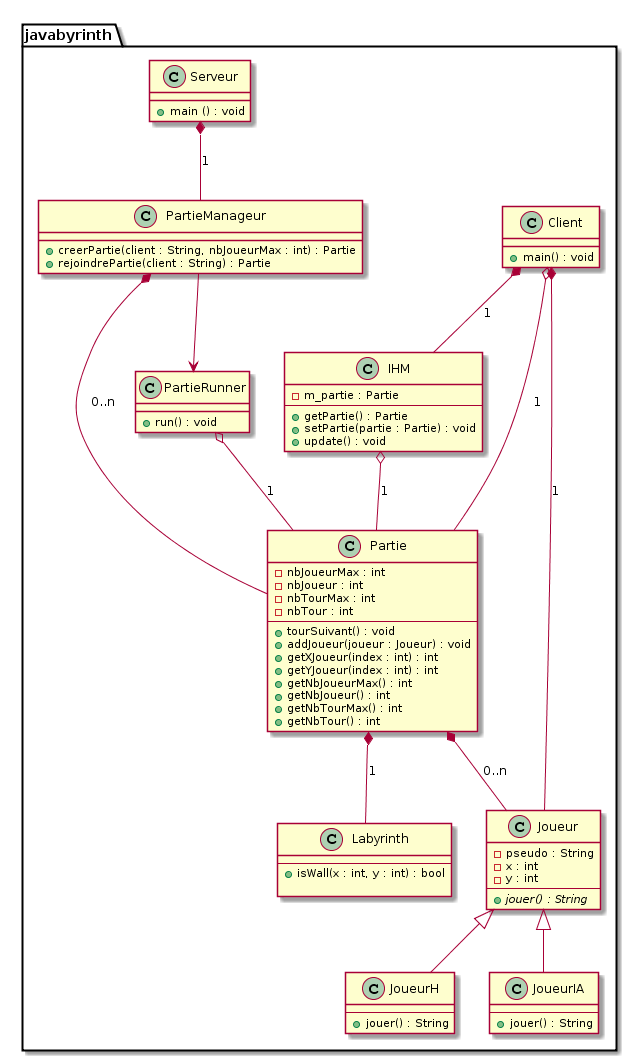 javabyrinth
C Serveur
main () : void
1
C PartieManageur
creerPartie(client : String, nbJoueurMax : int) : Partie
rejoindrePartie(client : String) : Partie
C Client
main() : void
1
C PartieRunner
run() : void
C IHM
m_partie : Partie
getPartie() : Partie
setPartie(partie : Partie) : void
update() : void
0..n
1
1
1
1
C Partie
nbJoueurMax : int
nbJoueur : int
nbTourMax : int
nbTour : int
tourSuivant() : void
addJoueur(joueur : Joueur) : void
getXJoueur(index : int) : int
getYJoueur(index : int) : int
getNbJoueurMax() : int
getNbJoueur() : int
getNbTourMax() : int
getNbTour() : int
1
0..n
C Labyrinth
isWall(x : int, y : int) : bool
C Joueur
pseudo : String
x : int
y : int
jouer() : String
C JoueurH
jouer() : String
C JoueurIA
jouer() : String